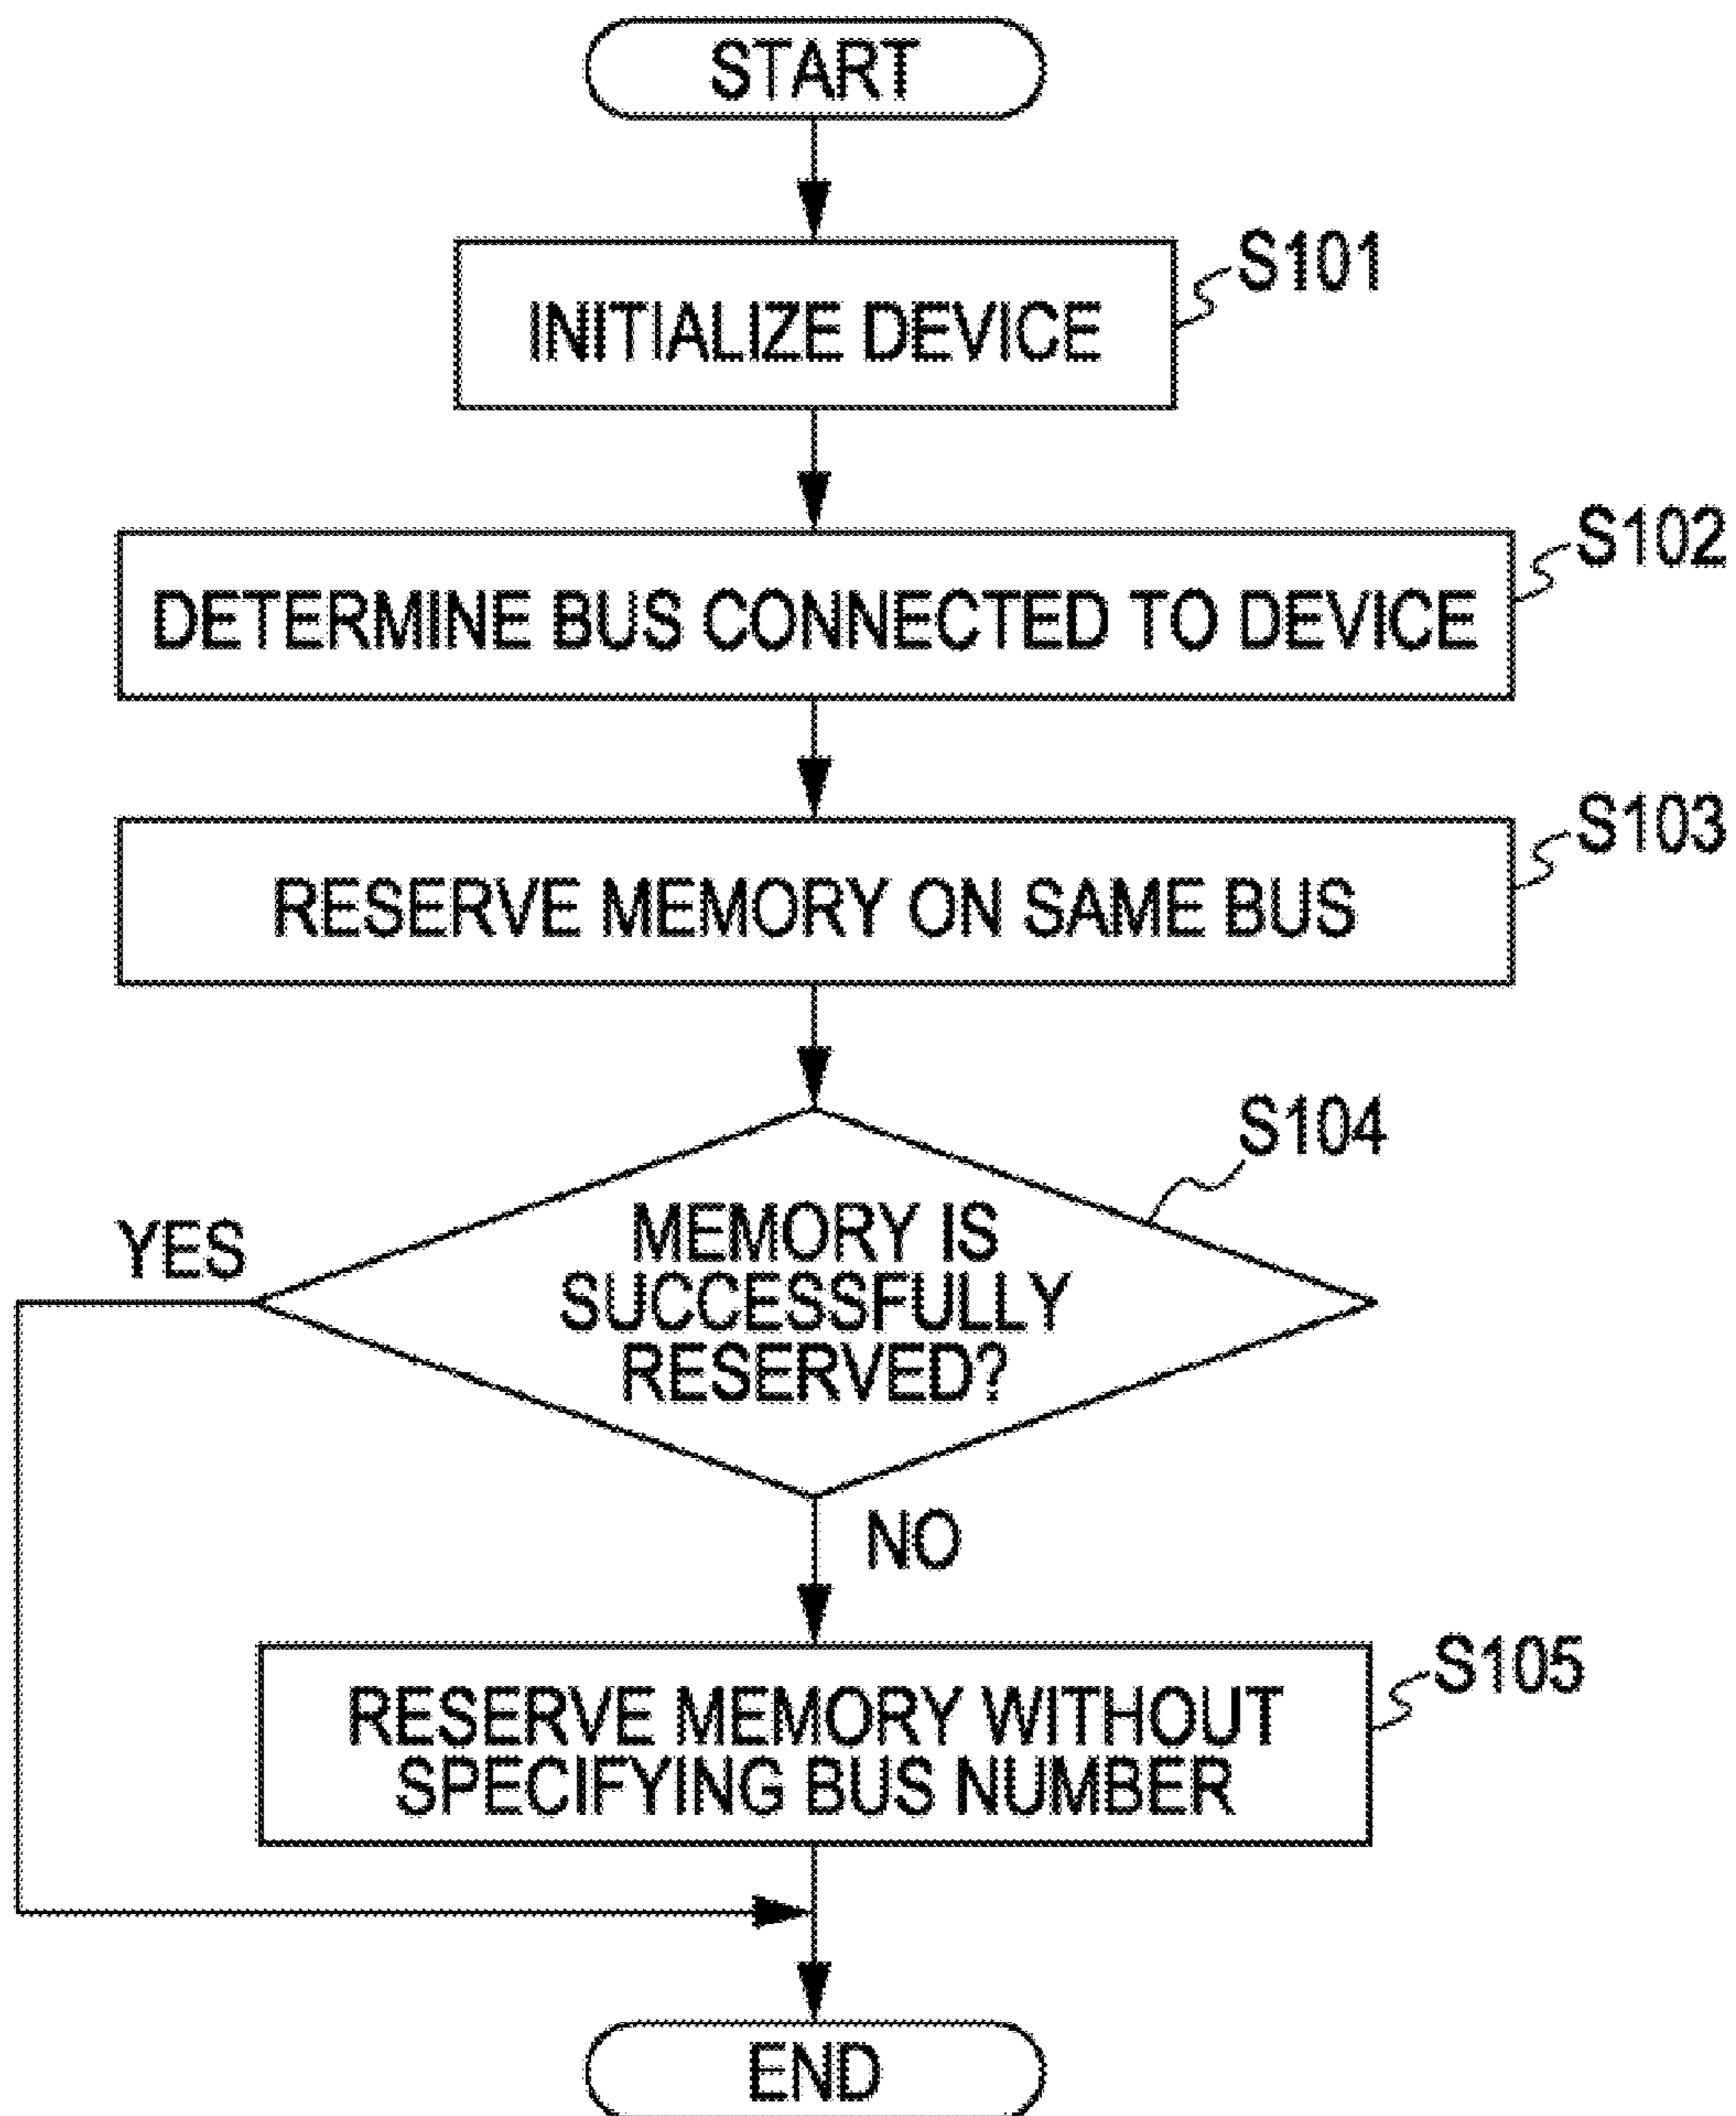 START
S101
INITIALIZE DEVICE
S102
DETERMINE BUS CONNECTED TO DEVICE
S103
RESERVE MEMORY ON SAME BUS
S104
YES
MEMORY IS
SUCCESSFULLY
RESERVED?
NO
S105
RESERVE MEMORY WITHOUT
SPECIFYING BUS NUMBER
END